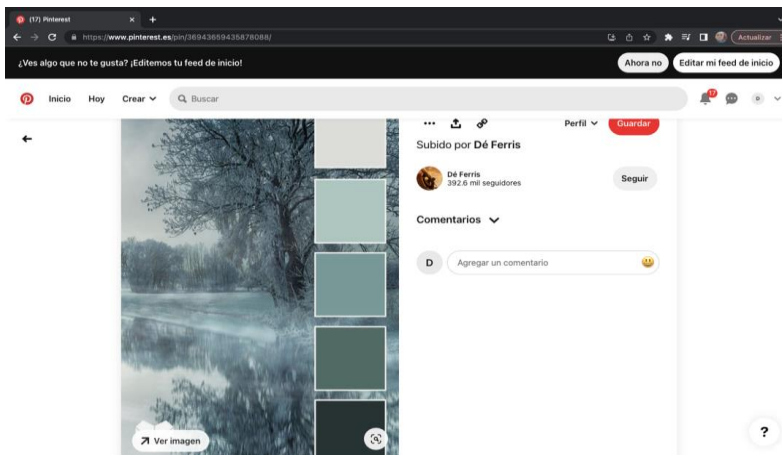 (17) Pinterest
https://www.pinterest.es/pin/36943659435878088/
Actualizar
¿Ves algo que no te gusta? ¡Editemos tu feed de inicio!
Ahora no
Editar mi feed de inicio
Inicio
Hoy
Crear
Buscar
17
Perfil
Guardar
Subido por Dé Ferris
Dé Ferris
392.6 mil seguidores
Seguir
Comentarios
D
Agregar un comentario
Ver imagen
?